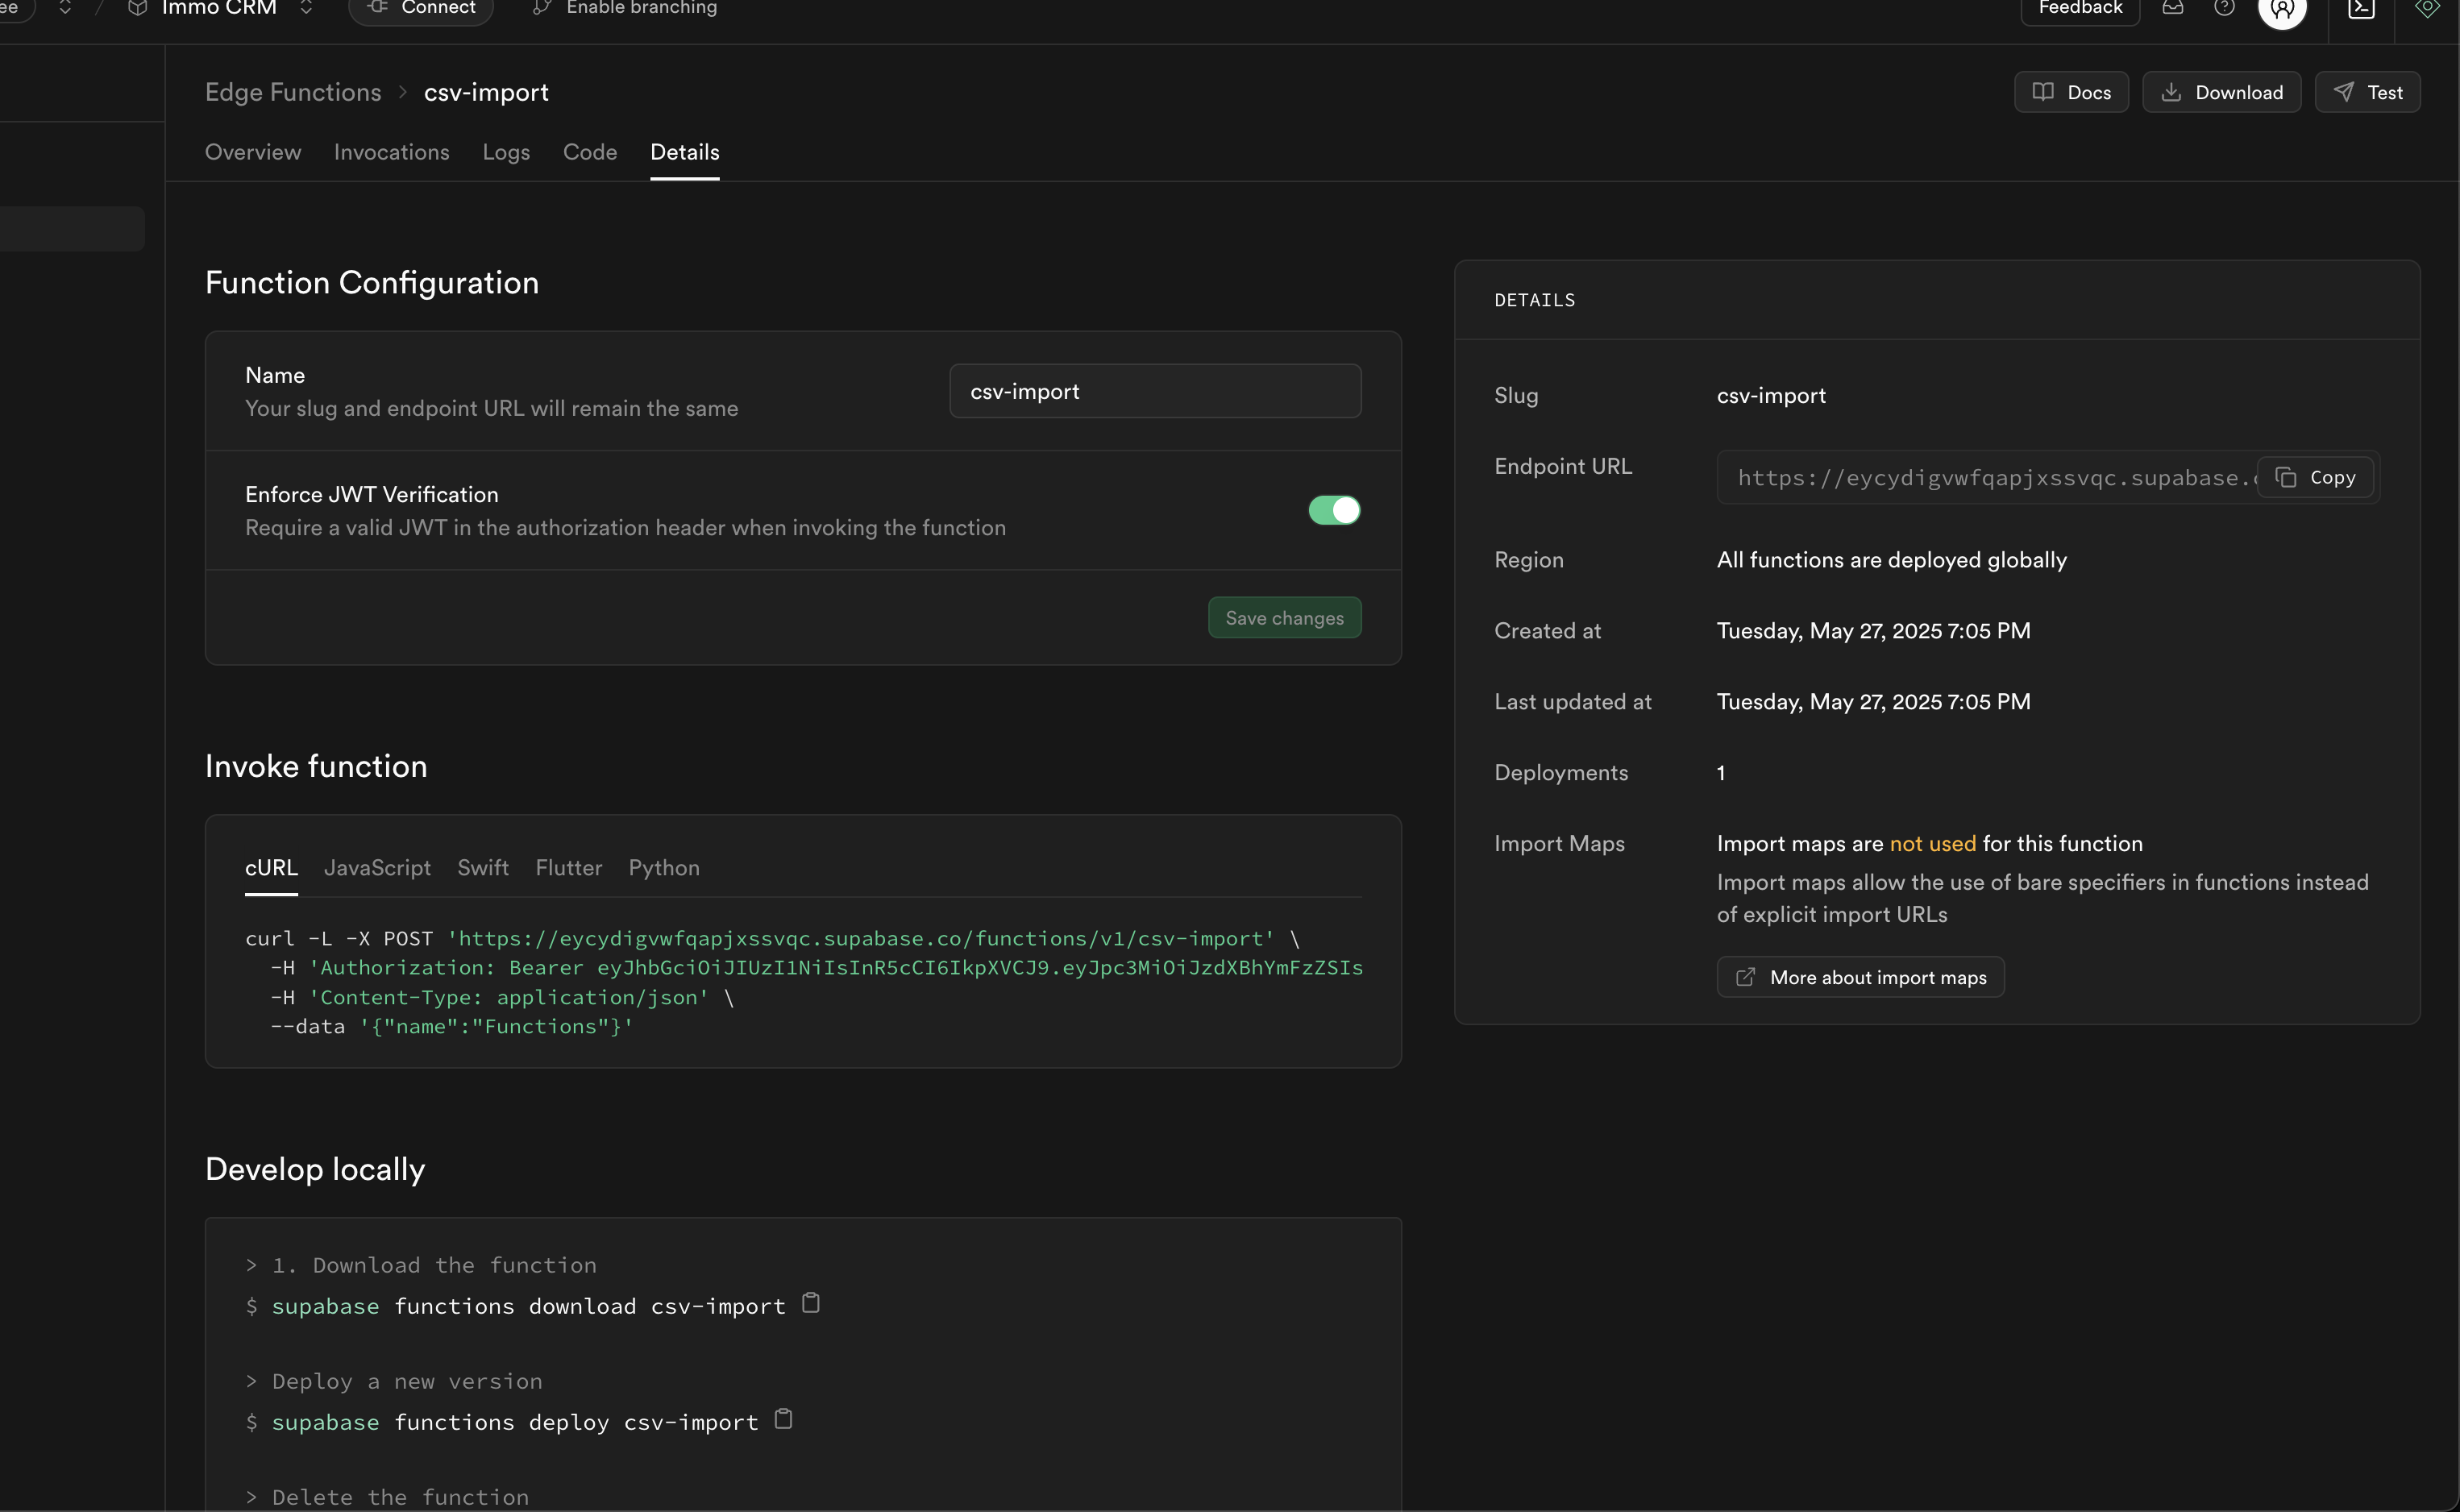 ee
Immo CRM
Connect
Enable branching
Feedback
Edge Functions > csv-import
Docs
Download
Test
Overview
Invocations
Logs
Code
Details
Function Configuration
Name
Your slug and endpoint URL will remain the same
csv-import
Enforce JWT Verification
Require a valid JWT in the authorization header when invoking the function
Save changes
DETAILS
Slug
csv-import
Endpoint URL
https://eycydigvwfqapjxssvqc.supabase.c
Copy
Region
All functions are deployed globally
Created at
Tuesday, May 27, 2025 7:05 PM
Last updated at
Tuesday, May 27, 2025 7:05 PM
Deployments
1
Import Maps
Import maps are not used for this function
Import maps allow the use of bare specifiers in functions instead
of explicit import URLs
More about import maps
Invoke function
cURL
JavaScript
Swift
Flutter
Python
curl -L -X POST 'https://eycydigvwfqapjxssvqc.supabase.co/functions/v1/csv-import' \
-H 'Authorization: Bearer eyJhbGciOiJIUzI1NiIsInR5cCI6IkpXVCJ9.eyJpc3MiOiJzdXBhYmFzZSIs
-H 'Content-Type: application/json' \
--data '{"name":"Functions"}'
Develop locally
> 1. Download the function
$ supabase functions download csv-import
> Deploy a new version
$ supabase functions deploy csv-import
> Delete the function